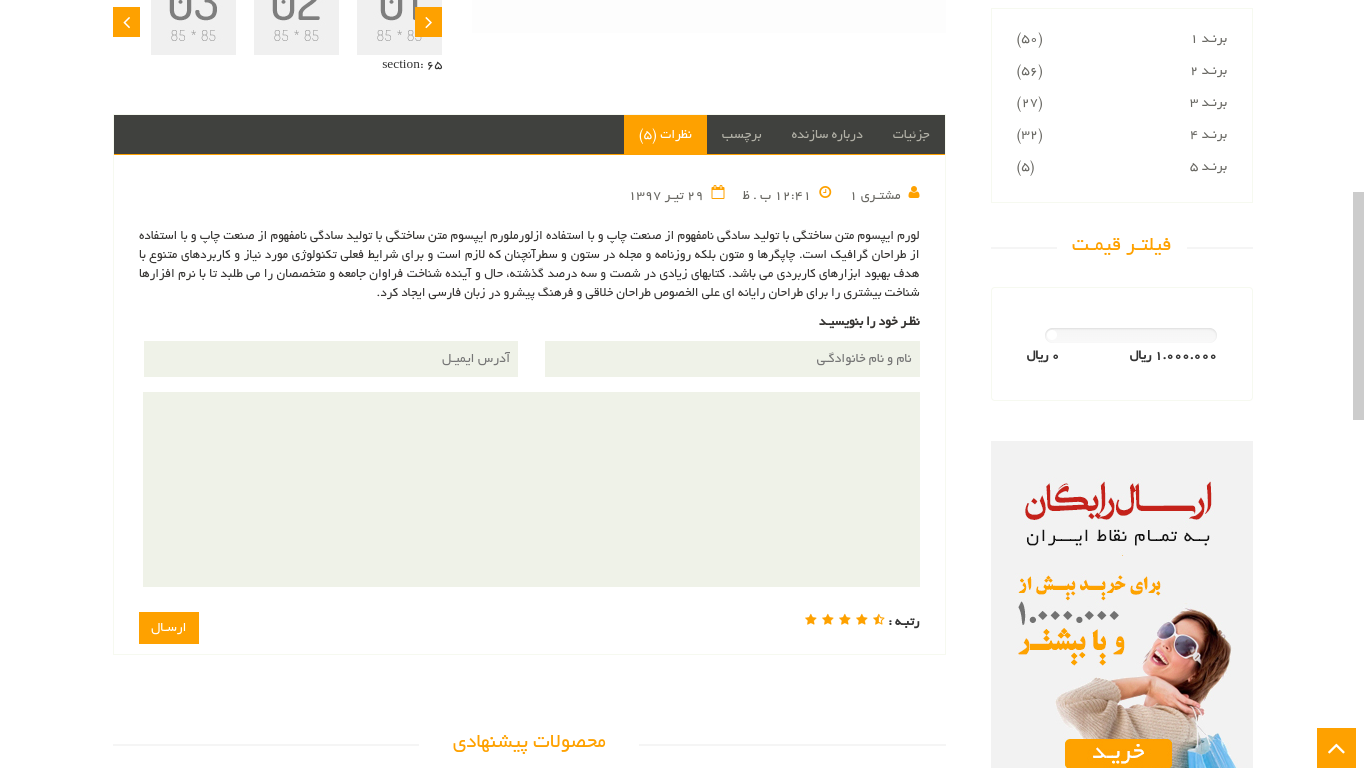 03
02
01
85 * 85
85 * 85
85 * 85
section: ۶۵
جزئیات
درباره سازنده
برچسب
نظرات (۵)
مشتری ۱
۱۲:۴۱ ب . ظ
۲۹ تیر ۱۳۹۷
لورم ایپسوم متن ساختگی با تولید سادگی نامفهوم از صنعت چاپ و با استفاده ازلورملورم ایپسوم متن ساختگی با تولید سادگی نامفهوم از صنعت چاپ و با استفاده
از طراحان گرافیک است. چاپگرها و متون بلکه روزنامه و مجله در ستون و سطرآنچنان که لازم است و برای شرایط فعلی تکنولوژی مورد نیاز و کاربردهای متنوع با
هدف بهبود ابزارهای کاربردی می باشد. کتابهای زیادی در شصت و سه درصد گذشته، حال و آینده شناخت فراوان جامعه و متخصصان را می طلبد تا با نرم افزارها
شناخت بیشتری را برای طراحان رایانه ای علی الخصوص طراحان خلاقی و فرهنگ پیشرو در زبان فارسی ایجاد کرد.
نظر خود را بنویسید
نام و نام خانوادگی
آدرس ایمیل
رتبه :
ارسال
محصولات پیشنهادی
برند ۱ (۵۰)
برند ۲ (۵۶)
برند ۳ (۲۷)
برند ۴ (۳۲)
برند ۵ (۵)
فیلتر قیمت
۱.۰۰۰.۰۰۰ ریال
۰ ریال
ارسال رایگان
به تمام نقاط ایران
برای خرید بیش از
۱.۰۰۰.۰۰۰
و یا بیشتر
خرید